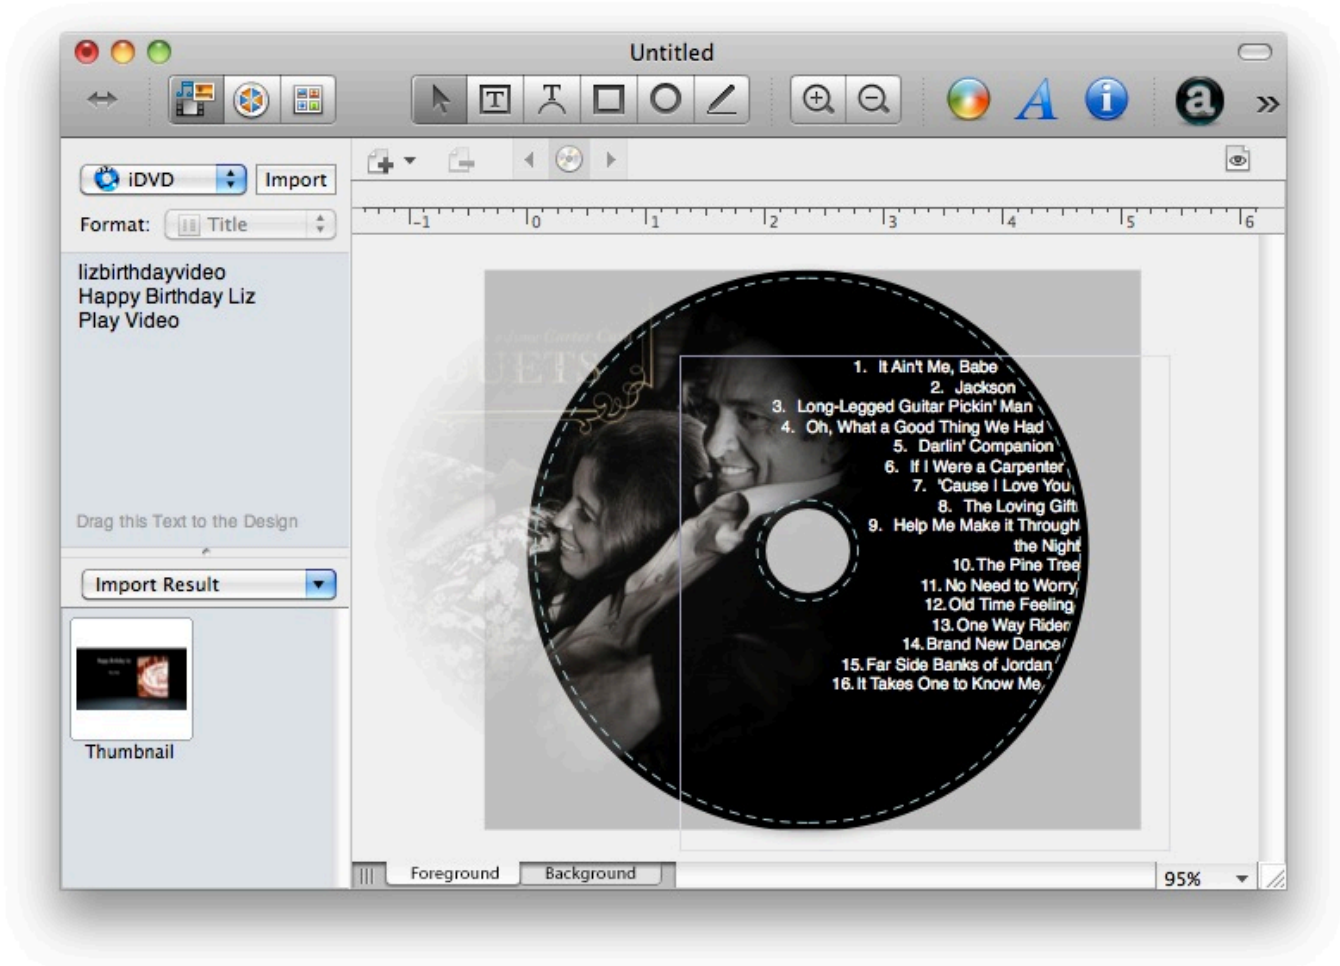 Untitled
T
T
A
i
a
»
iDVD
Import
Format:
Title
-1
0
1
2
3
4
5
6
lizbirthdayvideo
Happy Birthday Liz
Play Video
Drag this Text to the Design
June Carter
DUETS
1. It Ain't Me, Babe
2. Jackson
3. Long-Legged Guitar Pickin' Man
4. Oh, What a Good Thing We Had
5. Darlin' Companion
6. If I Were a Carpenter
7. 'Cause I Love You
8. The Loving Gift
9. Help Me Make it Through
the Night
10. The Pine Tree
11. No Need to Worry
12. Old Time Feeling
13. One Way Rider
14. Brand New Dance
15. Far Side Banks of Jordan
16. It Takes One to Know Me
Import Result
Thumbnail
Foreground
Background
95%